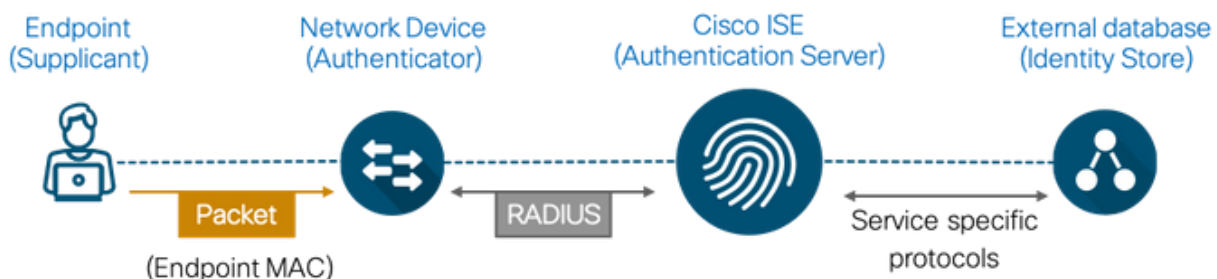 Endpoint
(Supplicant)
Network Device
(Authenticator)
Cisco ISE
(Authentication Server)
External database
(Identity Store)
Packet
(Endpoint MAC)
RADIUS
Service specific
protocols